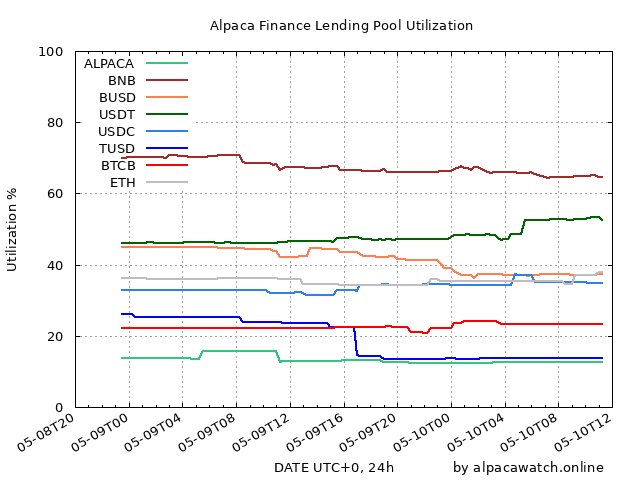 Alpaca Finance Lending Pool Utilization
100
80
60
40
20
0
Utilization %
ALPACA
BNB
BUSD
USDT
USDC
TUSD
BTCB
ETH
05-08T20
05-09T00
05-09T04
05-09T08
05-09T12
05-09T16
05-09T20
05-10T00
05-10T04
05-10T08
05-10T12
DATE UTC+0, 24h
by alpacawatch.online